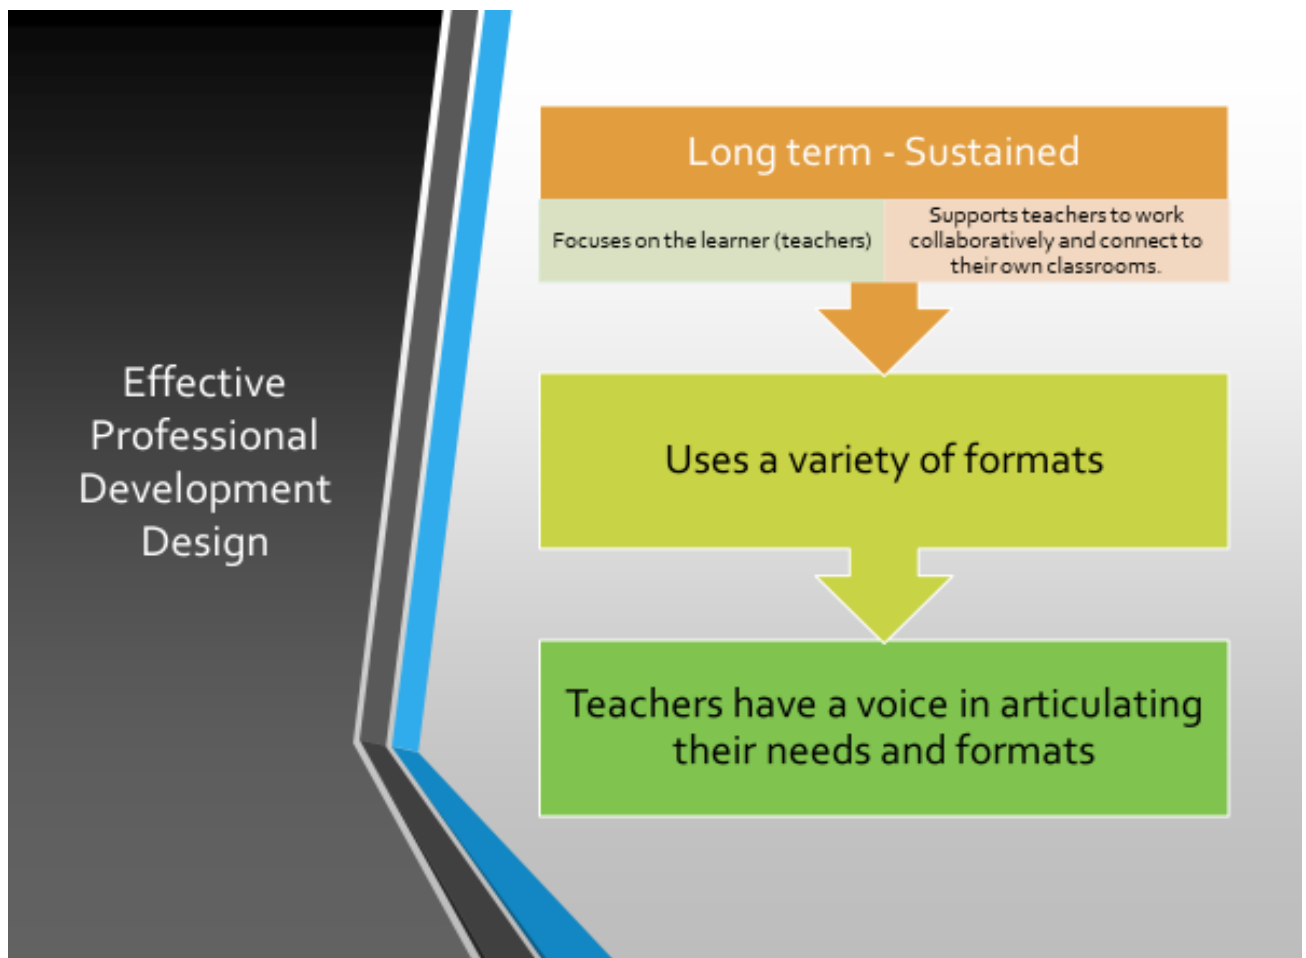 Effective
Professional
Development
Design
Long term - Sustained
Focuses on the learner (teachers)
Supports teachers to work
collaboratively and connect to
their own classrooms.
Uses a variety of formats
Teachers have a voice in articulating
their needs and formats